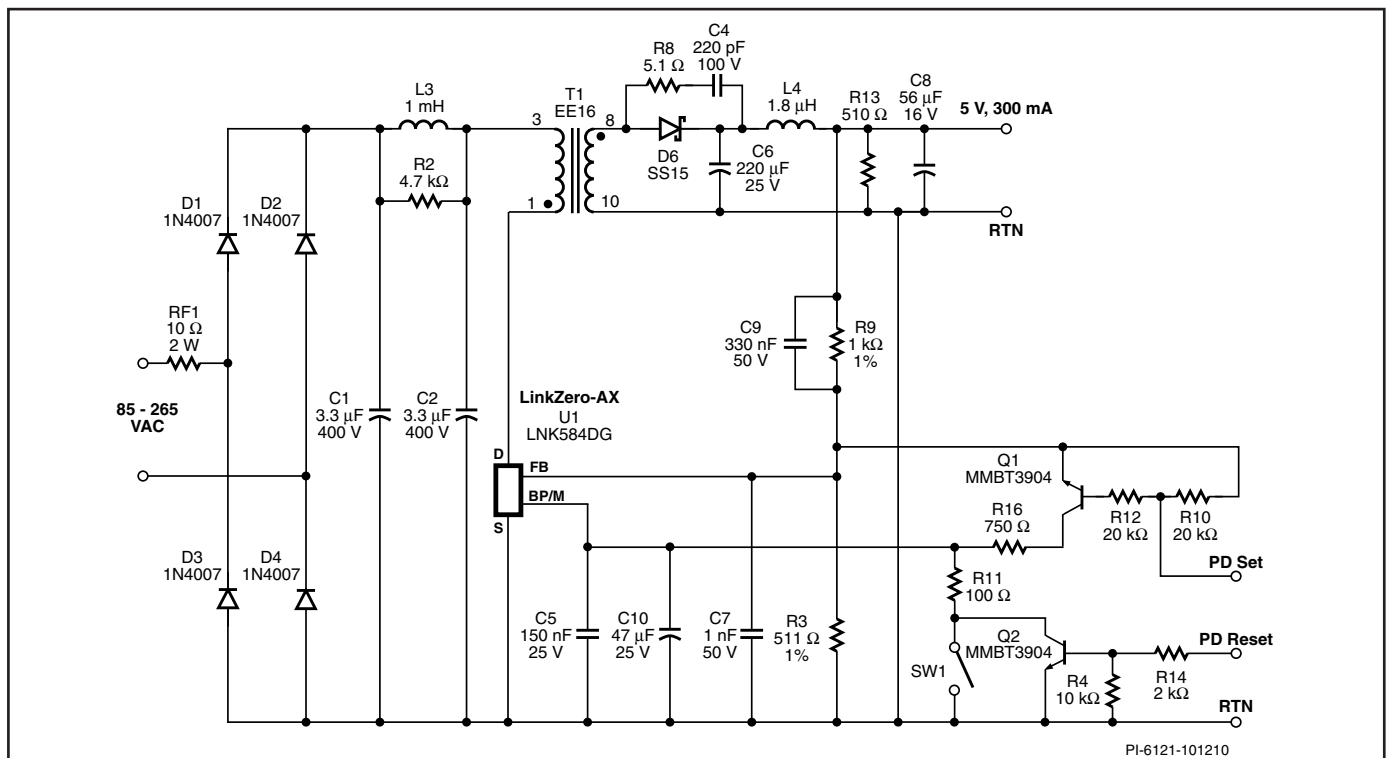 C4
220 pF
100 V
R8
5.1 Ω
L3
1 mH
T1
EE16
L4
1.8 µH
R13
510 Ω
C8
56 µF
16 V
5 V, 300 mA
3
8
D6
SS15
C6
220 µF
25 V
R2
4.7 kΩ
1
10
RTN
D1
1N4007
D2
1N4007
RF1
10 Ω
2 W
C9
330 nF
50 V
R9
1 kΩ
1%
85 - 265
VAC
C1
3.3 µF
400 V
C2
3.3 µF
400 V
LinkZero-AX
U1
LNK584DG
D
FB
BP/M
S
Q1
MMBT3904
R16
750 Ω
R12
20 kΩ
R10
20 kΩ
PD Set
D3
1N4007
D4
1N4007
R11
100 Ω
C5
150 nF
25 V
C10
47 µF
25 V
C7
1 nF
50 V
R3
511 Ω
1%
Q2
MMBT3904
PD Reset
SW1
R4
10 kΩ
R14
2 kΩ
RTN
PI-6121-101210